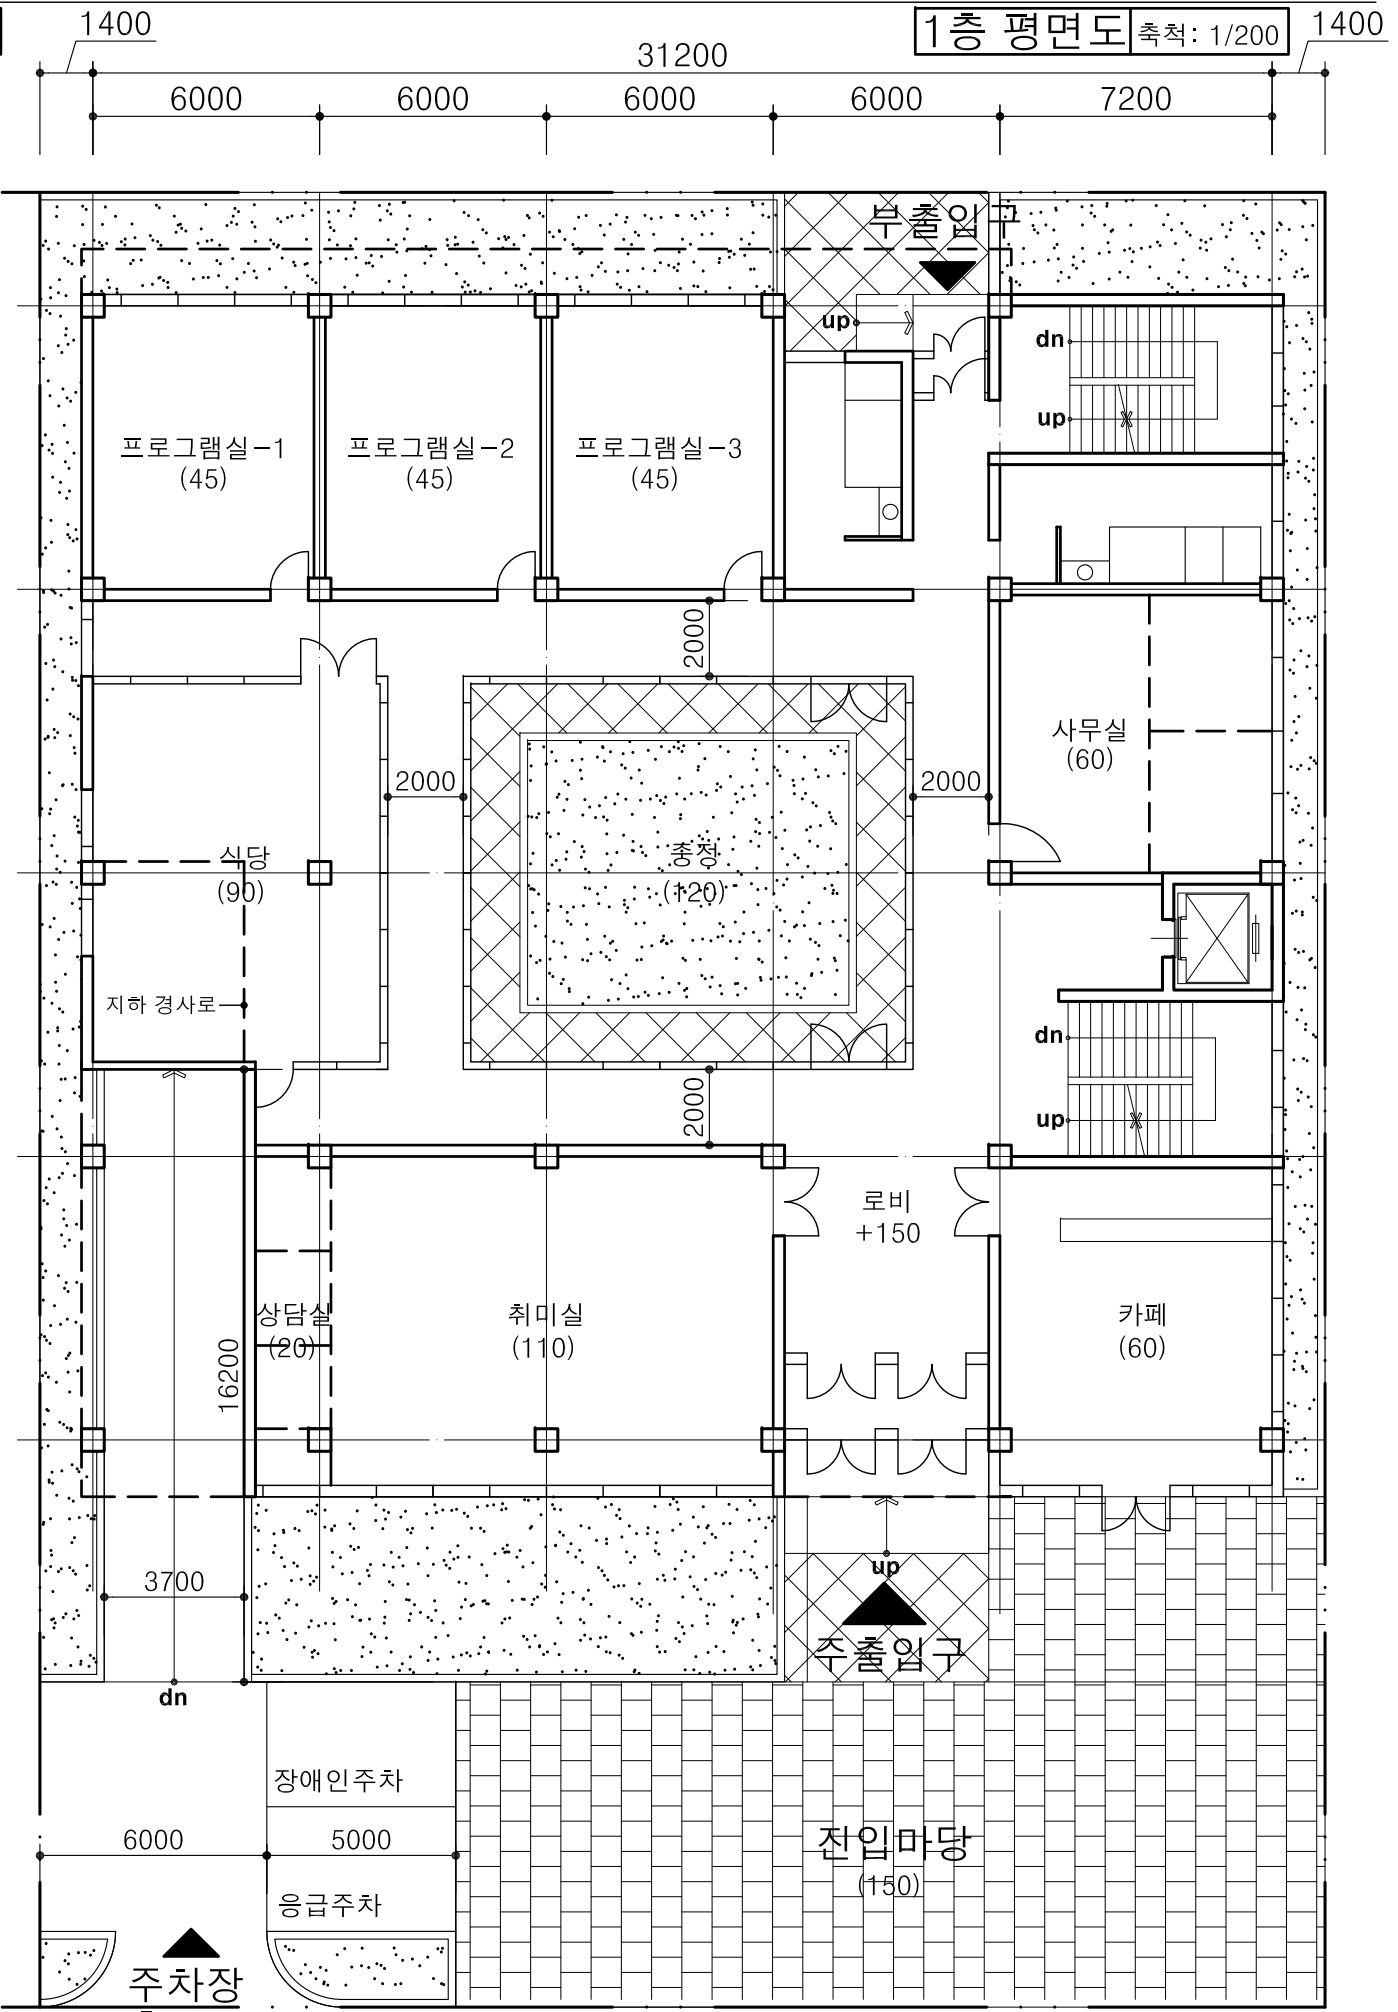 1400
1층 평면도 축척: 1/200
1400
31200
6000 6000 6000 6000 7200
부출입구
up
dn
up
프로그램실-1
(45)
프로그램실-2
(45)
프로그램실-3
(45)
2000
사무실
(60)
2000
2000
식당
(90)
중정
(120)
지하 경사로
dn
up
2000
로비
+150
상담실
(20)
취미실
(110)
카페
(60)
16200
3700
up
주출입구
dn
장애인주차
6000 5000
진입마당
(150)
응급주차
주차장